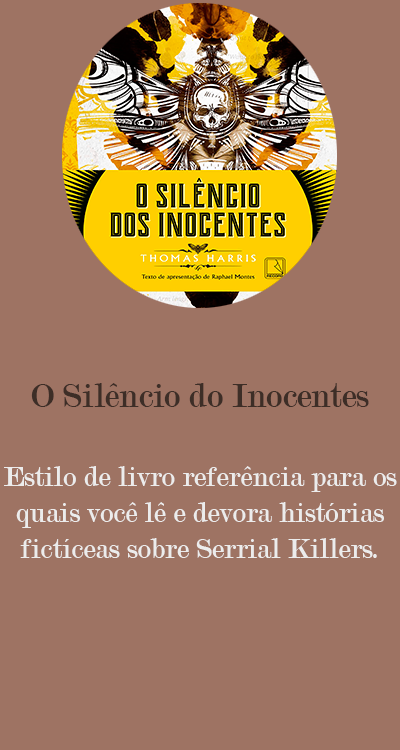 O SILÊNCIO
DOS INOCENTES
THOMAS HARRIS
Texto de apresentação de Raphael Montes
RECORD
O Silêncio do Inocentes
Estilo de livro referência para os
quais você lê e devora histórias
fictíceas sobre Serrial Killers.